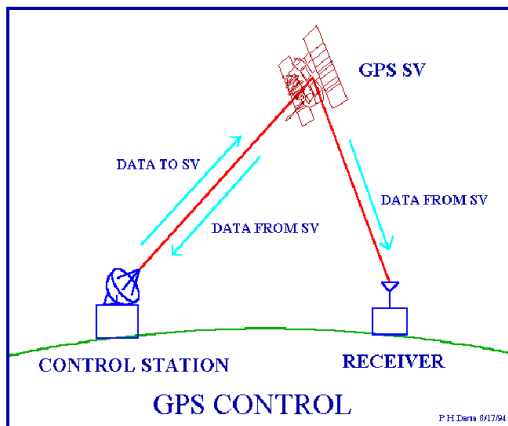 GPS SV
DATA TO SV
DATA FROM SV
DATA FROM SV
CONTROL STATION
RECEIVER
GPS CONTROL
P H Dana 8/17/94